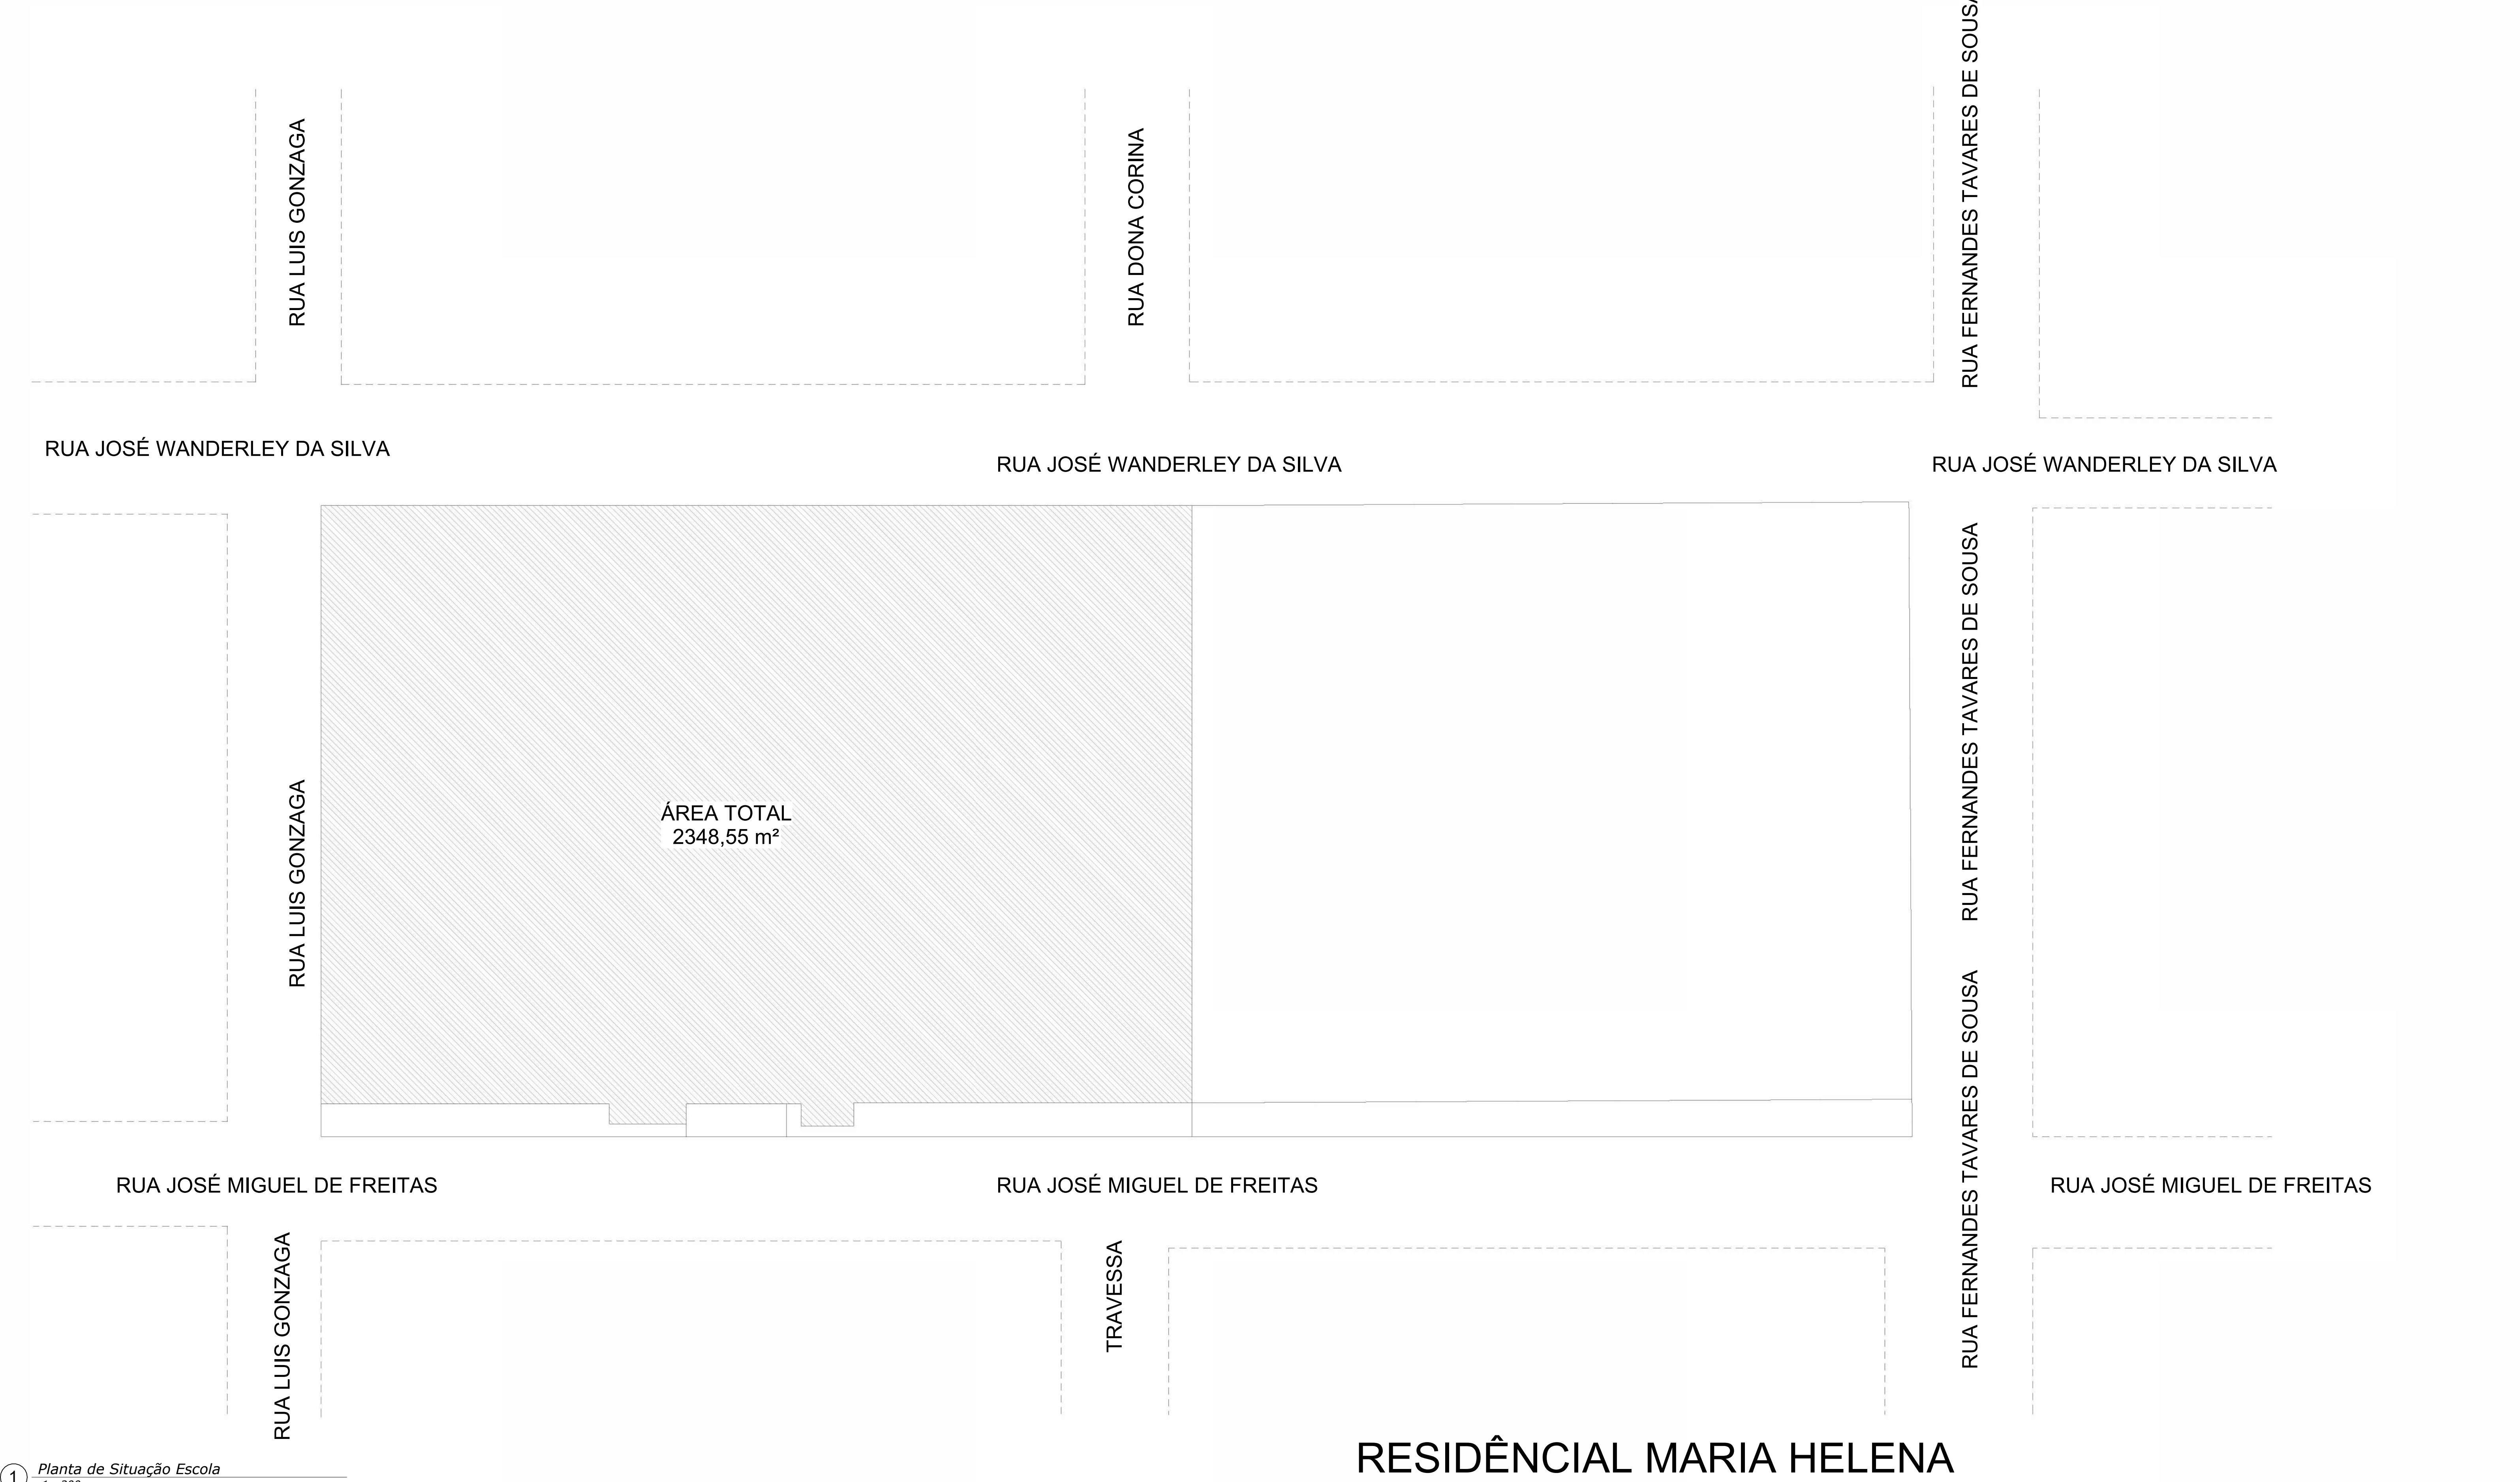 RUA FERNANDES TAVARES DE SOUSA
RUA LUIS GONZAGA
RUA DONA CORINA
RUA JOSÉ WANDERLEY DA SILVA
RUA JOSÉ WANDERLEY DA SILVA
RUA JOSÉ WANDERLEY DA SILVA
RUA FERNANDES TAVARES DE SOUSA
RUA LUIS GONZAGA
ÁREA TOTAL
2348,55 m²
RUA FERNANDES TAVARES DE SOUSA
RUA JOSÉ MIGUEL DE FREITAS
RUA JOSÉ MIGUEL DE FREITAS
RUA JOSÉ MIGUEL DE FREITAS
RUA LUIS GONZAGA
TRAVESSA
RESIDÊNCIAL MARIA HELENA
1
Planta de Situação Escola